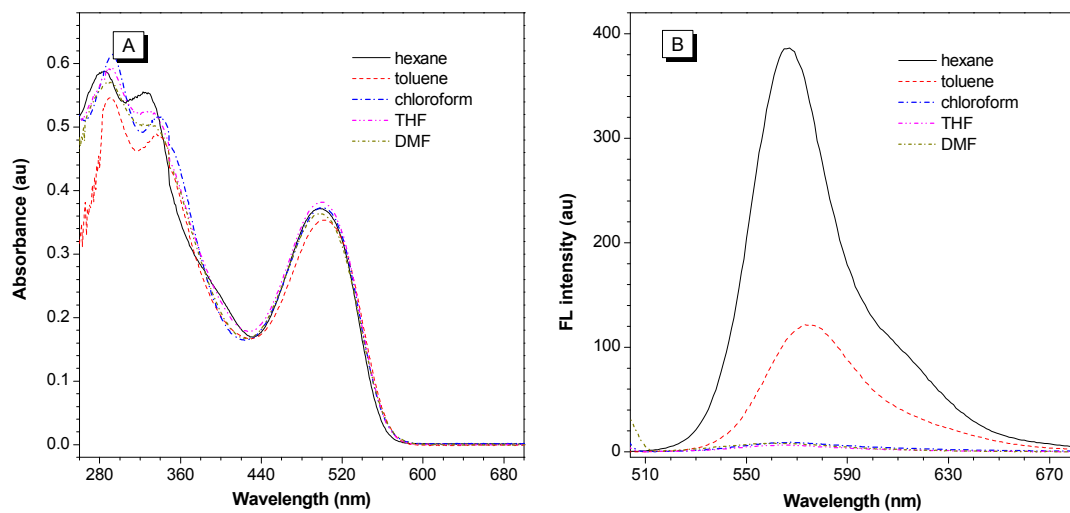 A
hexane
toluene
chloroform
THF
DMF
Absorbance (au)
0.7
0.6
0.5
0.4
0.3
0.2
0.1
0.0
280 360 440 520 600 680
Wavelength (nm)
B
hexane
toluene
chloroform
THF
DMF
FL intensity (au)
400
300
200
100
0
510 550 590 630 670
Wavelength (nm)